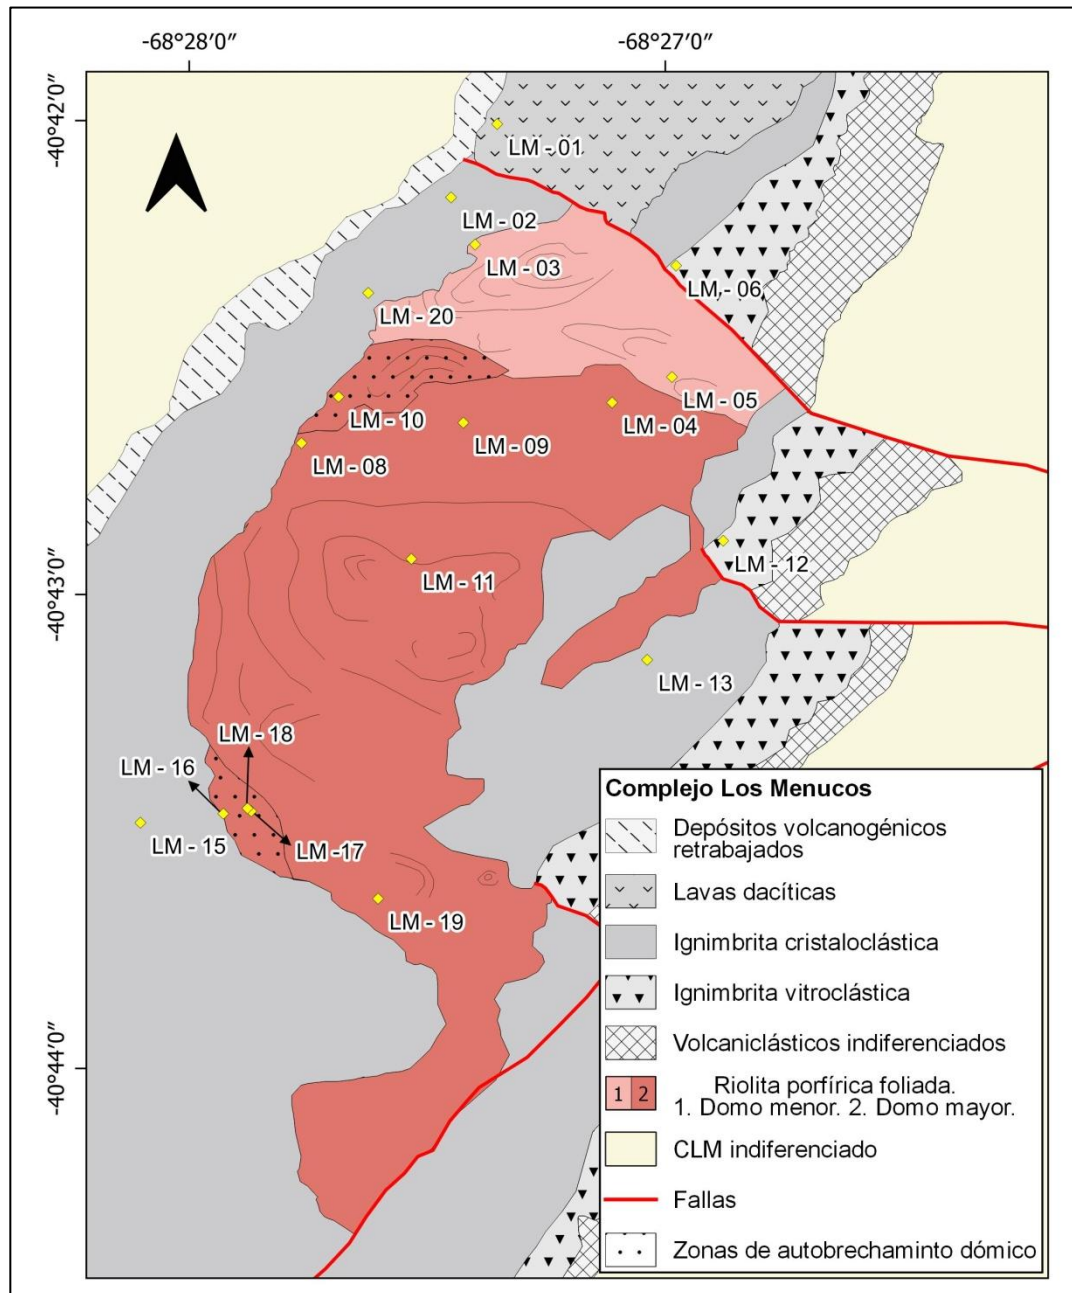 -68°28′0″
-68°27′0″
-40°42′0″
LM - 01
LM - 02
LM - 03
LM - 06
LM - 20
LM - 05
LM - 10
LM - 04
LM - 09
LM - 08
LM - 12
LM - 11
-40°43′0″
LM - 13
LM - 18
LM - 16
LM - 15
LM -17
LM - 19
-40°44′0″
Complejo Los Menucos
Depósitos volcanogénicos
retrabajados
Lavas dacíticas
Ignimbrita cristaloclástica
Ignimbrita vitroclástica
Volcaniclásticos indiferenciados
1 2 Riolita porfírica foliada.
1. Domo menor. 2. Domo mayor.
CLM indiferenciado
Fallas
Zonas de autobrechaminto dómico